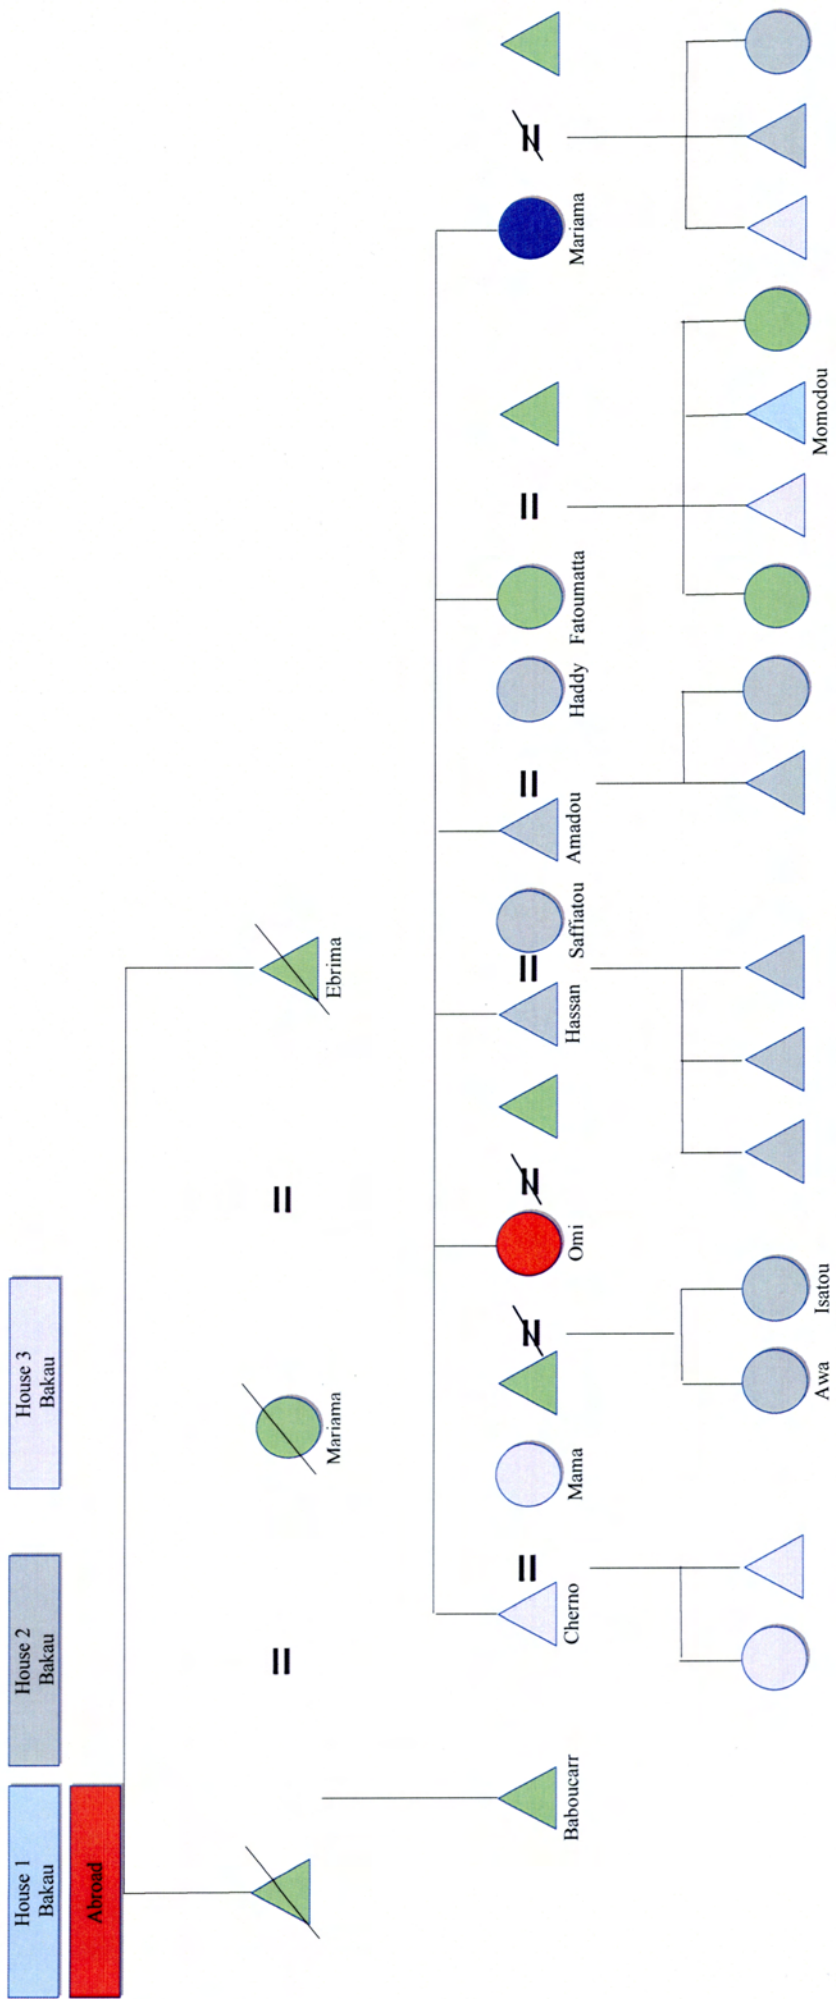 House 1
Bakau
House 2
Bakau
House 3
Bakau
Abroad
Mariama
Ebrima
Baboucarr
Cherno
Mama
Omi
Hassan
Saffiatou
Amadou
Haddy
Fatoumatta
Mariama
Awa
Isatou
Momodou